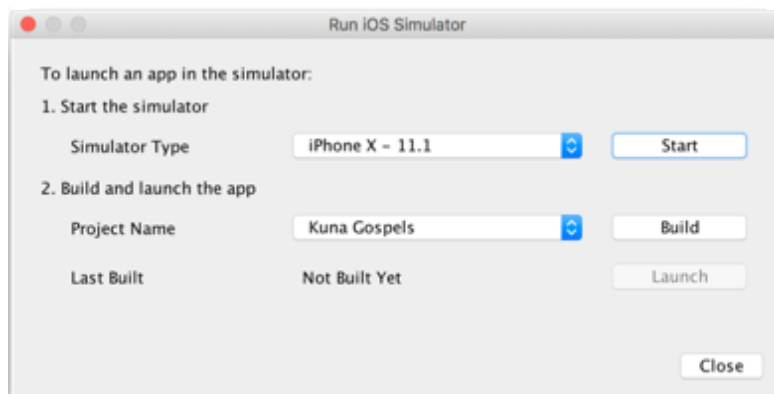 Run iOS Simulator
To launch an app in the simulator:
1. Start the simulator
Simulator Type iPhone X – 11.1 Start
2. Build and launch the app
Project Name Kuna Gospels Build
Last Built Not Built Yet Launch
Close